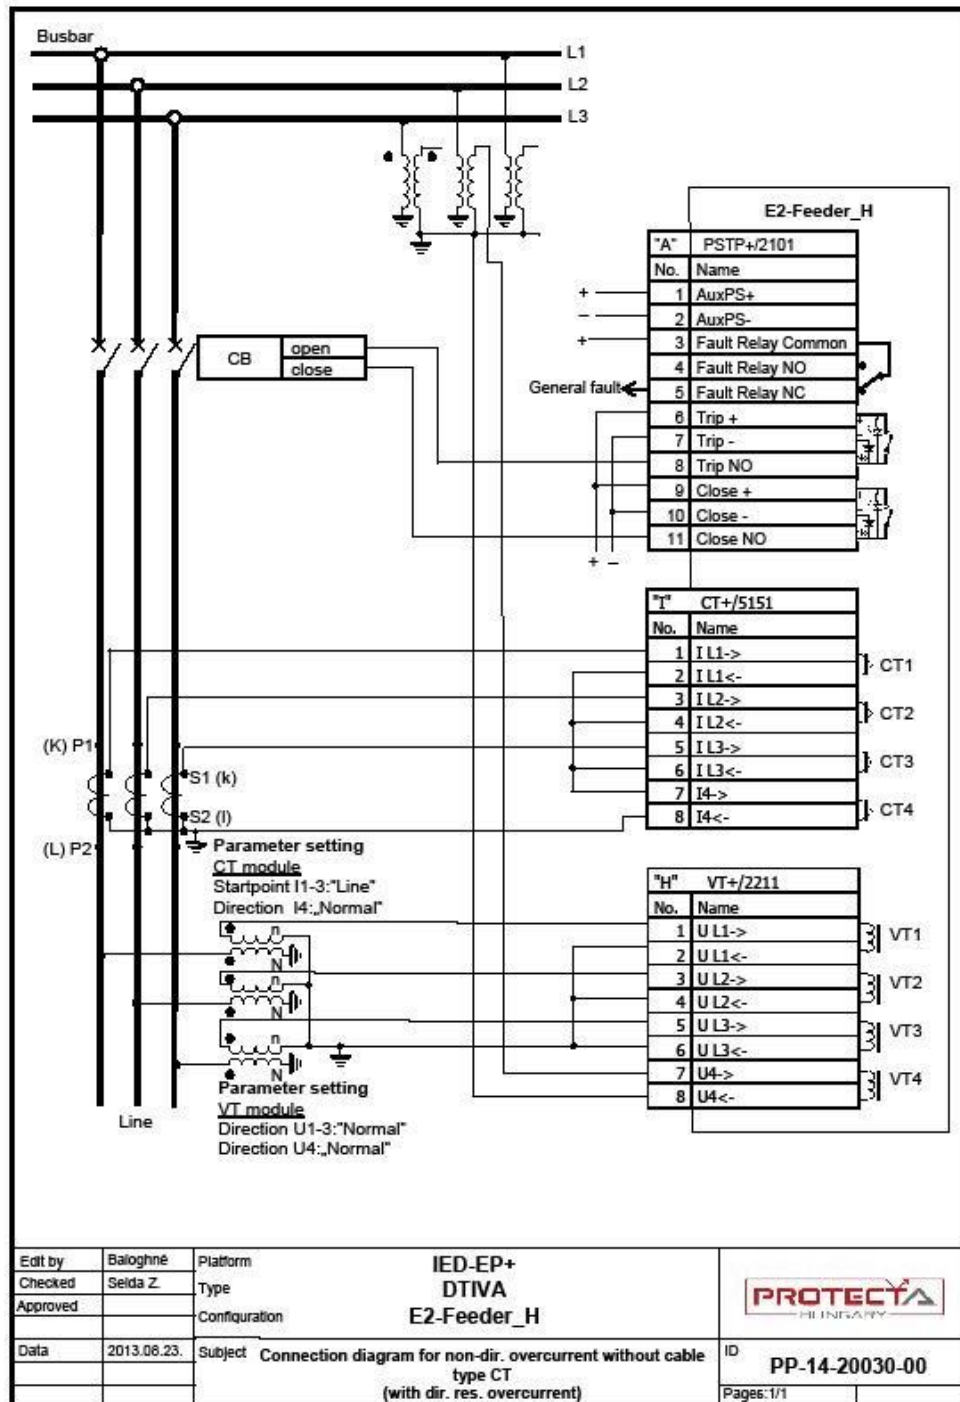 Busbar
L1
L2
L3
E2-Feeder_H
"A" PSTP+/2101
No. Name
+ 1 AuxPS+
– 2 AuxPS-
+ 3 Fault Relay Common
4 Fault Relay NO
General fault 5 Fault Relay NC
6 Trip +
7 Trip -
8 Trip NO
9 Close +
10 Close -
11 Close NO
+ –
CB open
close
"I" CT+/5151
No. Name
1 I L1->
2 I L1<-
CT1
3 I L2->
4 I L2<-
CT2
5 I L3->
6 I L3<-
CT3
7 I4->
8 I4<-
CT4
(K) P1
S1 (k)
S2 (l)
(L) P2
Parameter setting
CT module
Startpoint I1-3:"Line"
Direction I4:„Normal"
"H" VT+/2211
No. Name
1 U L1->
2 U L1<-
VT1
3 U L2->
4 U L2<-
VT2
5 U L3->
6 U L3<-
VT3
7 U4->
8 U4<-
VT4
n
N
n
N
n
N
Parameter setting
VT module
Direction U1-3:"Normal"
Direction U4:„Normal"
Line
Edit by Baloghné
Checked Selda Z.
Approved
Data 2013.08.23.
Platform IED-EP+
Type DTIVA
Configuration E2-Feeder_H
Subject Connection diagram for non-dir. overcurrent without cable
type CT
(with dir. res. overcurrent)
PROTECTA
HUNGARY
ID
PP-14-20030-00
Pages:1/1